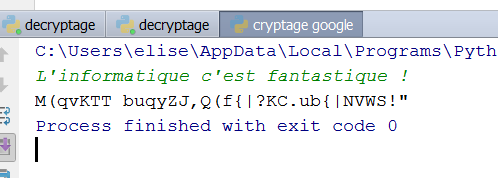 decryptage decryptage cryptage google
C:\Users\elise\AppData\Local\Programs\Pyth
L'informatique c'est fantastique !
M(qvKTT buqyZJ,Q(f{|?KC.ub{|NVWS!"
Process finished with exit code 0